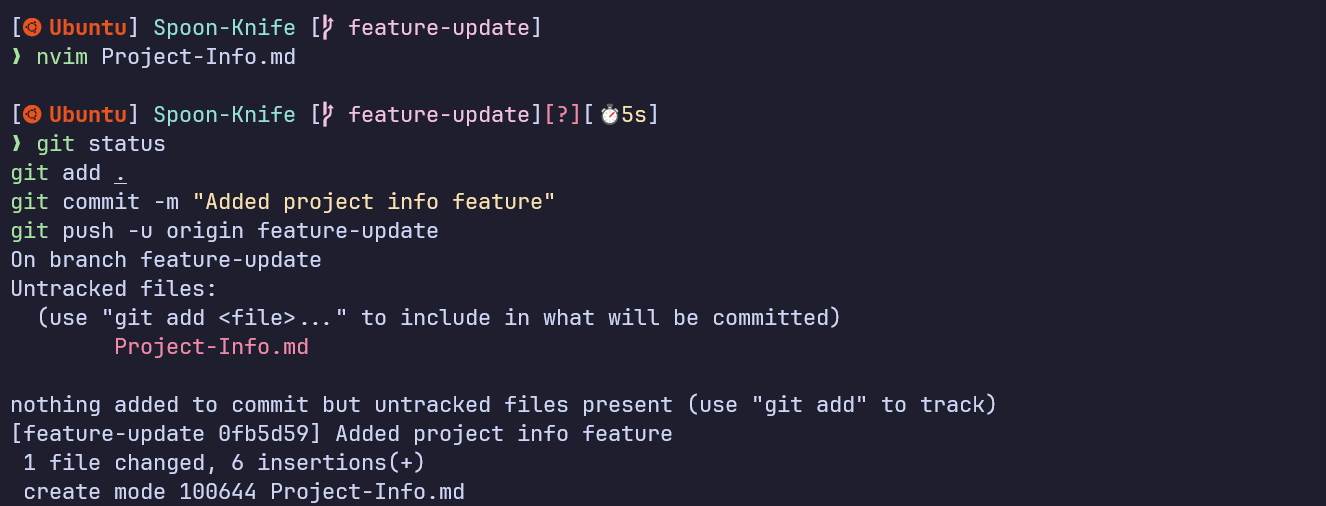 [Ubuntu] Spoon-Knife [feature-update]
❱ nvim Project-Info.md
[Ubuntu] Spoon-Knife [feature-update][?][⏱5s]
❱ git status
git add .
git commit -m "Added project info feature"
git push -u origin feature-update
On branch feature-update
Untracked files:
  (use "git add <file>..." to include in what will be committed)
        Project-Info.md
nothing added to commit but untracked files present (use "git add" to track)
[feature-update 0fb5d59] Added project info feature
 1 file changed, 6 insertions(+)
 create mode 100644 Project-Info.md